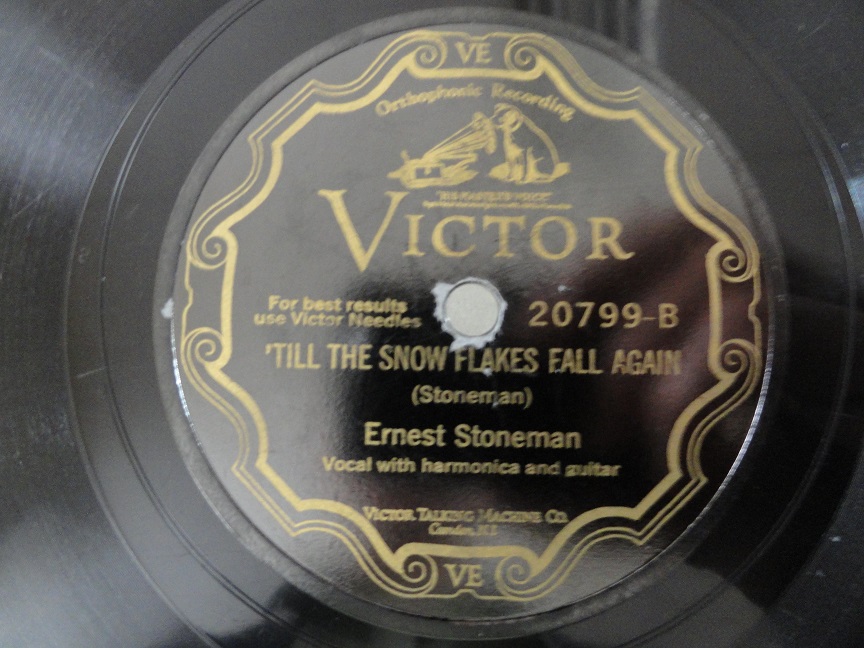 VE
Orthophonic Recording
"HIS MASTER'S VOICE"
VICTOR
For best results
use Victor Needles
20799-B
'TILL THE SNOW FLAKES FALL AGAIN
(Stoneman)
Ernest Stoneman
Vocal with harmonica and guitar
VICTOR TALKING MACHINE CO.
Camden, N.J.
VE